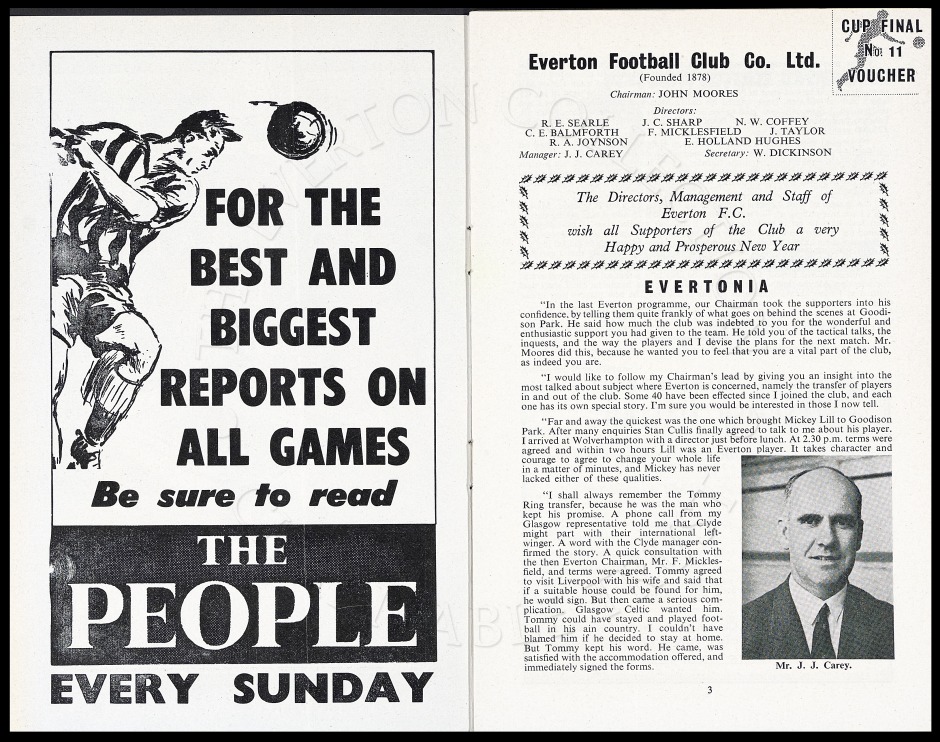 FOR THE
BEST AND
BIGGEST
REPORTS ON
ALL GAMES
Be sure to read
THE
PEOPLE
EVERY SUNDAY
CUP FINAL
No. 11
VOUCHER
Everton Football Club Co. Ltd.
(Founded 1878)
Chairman: JOHN MOORES
Directors:
R. E. SEARLE J. C. SHARP N. W. COFFEY
C. E. BALMFORTH F. MICKLESFIELD J. TAYLOR
R. A. JOYNSON E. HOLLAND HUGHES
Manager: J. J. CAREY Secretary: W. DICKINSON
The Directors, Management and Staff of
Everton F.C.
wish all Supporters of the Club a very
Happy and Prosperous New Year
EVERTONIA
"In the last Everton programme, our Chairman took the supporters into his
confidence, by telling them quite frankly of what goes on behind the scenes at Goodi-
son Park. He said how much the club was indebted to you for the wonderful and
enthusiastic support you had given to the team. He told you of the tactical talks, the
inquests, and the way the players and I devise the plans for the next match. Mr.
Moores did this, because he wanted you to feel that you are a vital part of the club,
as indeed you are.
"I would like to follow my Chairman's lead by giving you an insight into the
most talked about subject where Everton is concerned, namely the transfer of players
in and out of the club. Some 40 have been effected since I joined the club, and each
one has its own special story. I'm sure you would be interested in those I now tell.
"Far and away the quickest was the one which brought Mickey Lill to Goodison
Park. After many enquiries Stan Cullis finally agreed to talk to me about his player.
I arrived at Wolverhampton with a director just before lunch. At 2.30 p.m. terms were
agreed and within two hours Lill was an Everton player. It takes character and
courage to agree to change your whole life
in a matter of minutes, and Mickey has never
lacked either of these qualities.
"I shall always remember the Tommy
Ring transfer, because he was the man who
kept his promise. A phone call from my
Glasgow representative told me that Clyde
might part with their international left-
winger. A word with the Clyde manager con-
firmed the story. A quick consultation with
the then Everton Chairman, Mr. F. Mickles-
field, and terms were agreed. Tommy agreed
to visit Liverpool with his wife and said that
if a suitable house could be found for him,
he would sign. But then came a serious com-
plication. Glasgow Celtic wanted him.
Tommy could have stayed and played foot-
ball in his ain country. I couldn't have
blamed him if he decided to stay at home.
But Tommy kept his word. He came, was
satisfied with the accommodation offered, and
immediately signed the forms.
Mr. J. J. Carey.
3